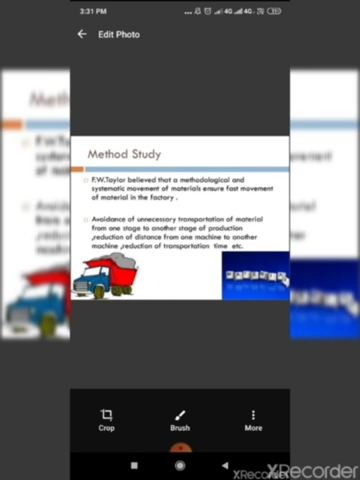 3:31 PM
4G
4G
Edit Photo
Method Study
F.W.Taylor believed that a methodological and
systematic movement of materials ensure fast movement
of material in the factory .
Avoidance of unnecessary transportation of material
from one stage to another stage of production
,reduction of distance from one machine to another
machine ,reduction of transportation time etc.
Crop
Brush
More
XRecorder
XRecorder